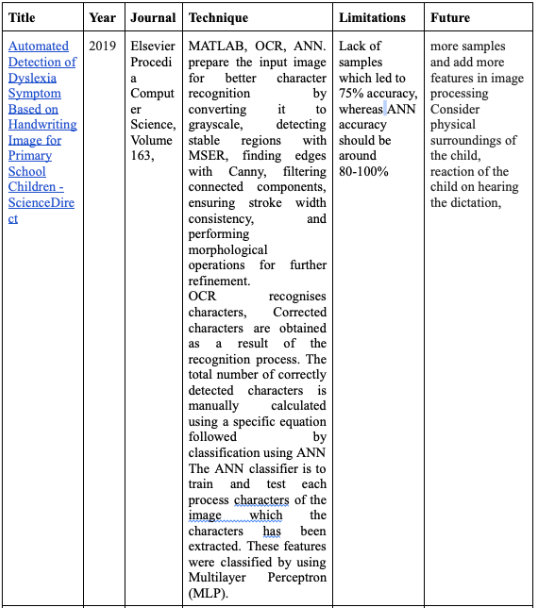 Title Year Journal Technique Limitations Future
Automated
Detection of
Dyslexia
Symptom
Based on
Handwriting
Image for
Primary
School
Children -
ScienceDire
ct
2019
Elsevier
Procedi
a
Comput
er
Science,
Volume
163,
MATLAB, OCR, ANN.
prepare the input image
for better character
recognition by
converting it to
grayscale, detecting
stable regions with
MSER, finding edges
with Canny, filtering
connected components,
ensuring stroke width
consistency, and
performing
morphological
operations for further
refinement.
OCR recognises
characters, Corrected
characters are obtained
as a result of the
recognition process. The
total number of correctly
detected characters is
manually calculated
using a specific equation
followed by
classification using ANN
The ANN classifier is to
train and test each
process characters of the
image which the
characters has been
extracted. These features
were classified by using
Multilayer Perceptron
(MLP).
Lack of
samples
which led to
75% accuracy,
whereas ANN
accuracy
should be
around
80-100%
more samples
and add more
features in image
processing
Consider
physical
surroundings of
the child,
reaction of the
child on hearing
the dictation,